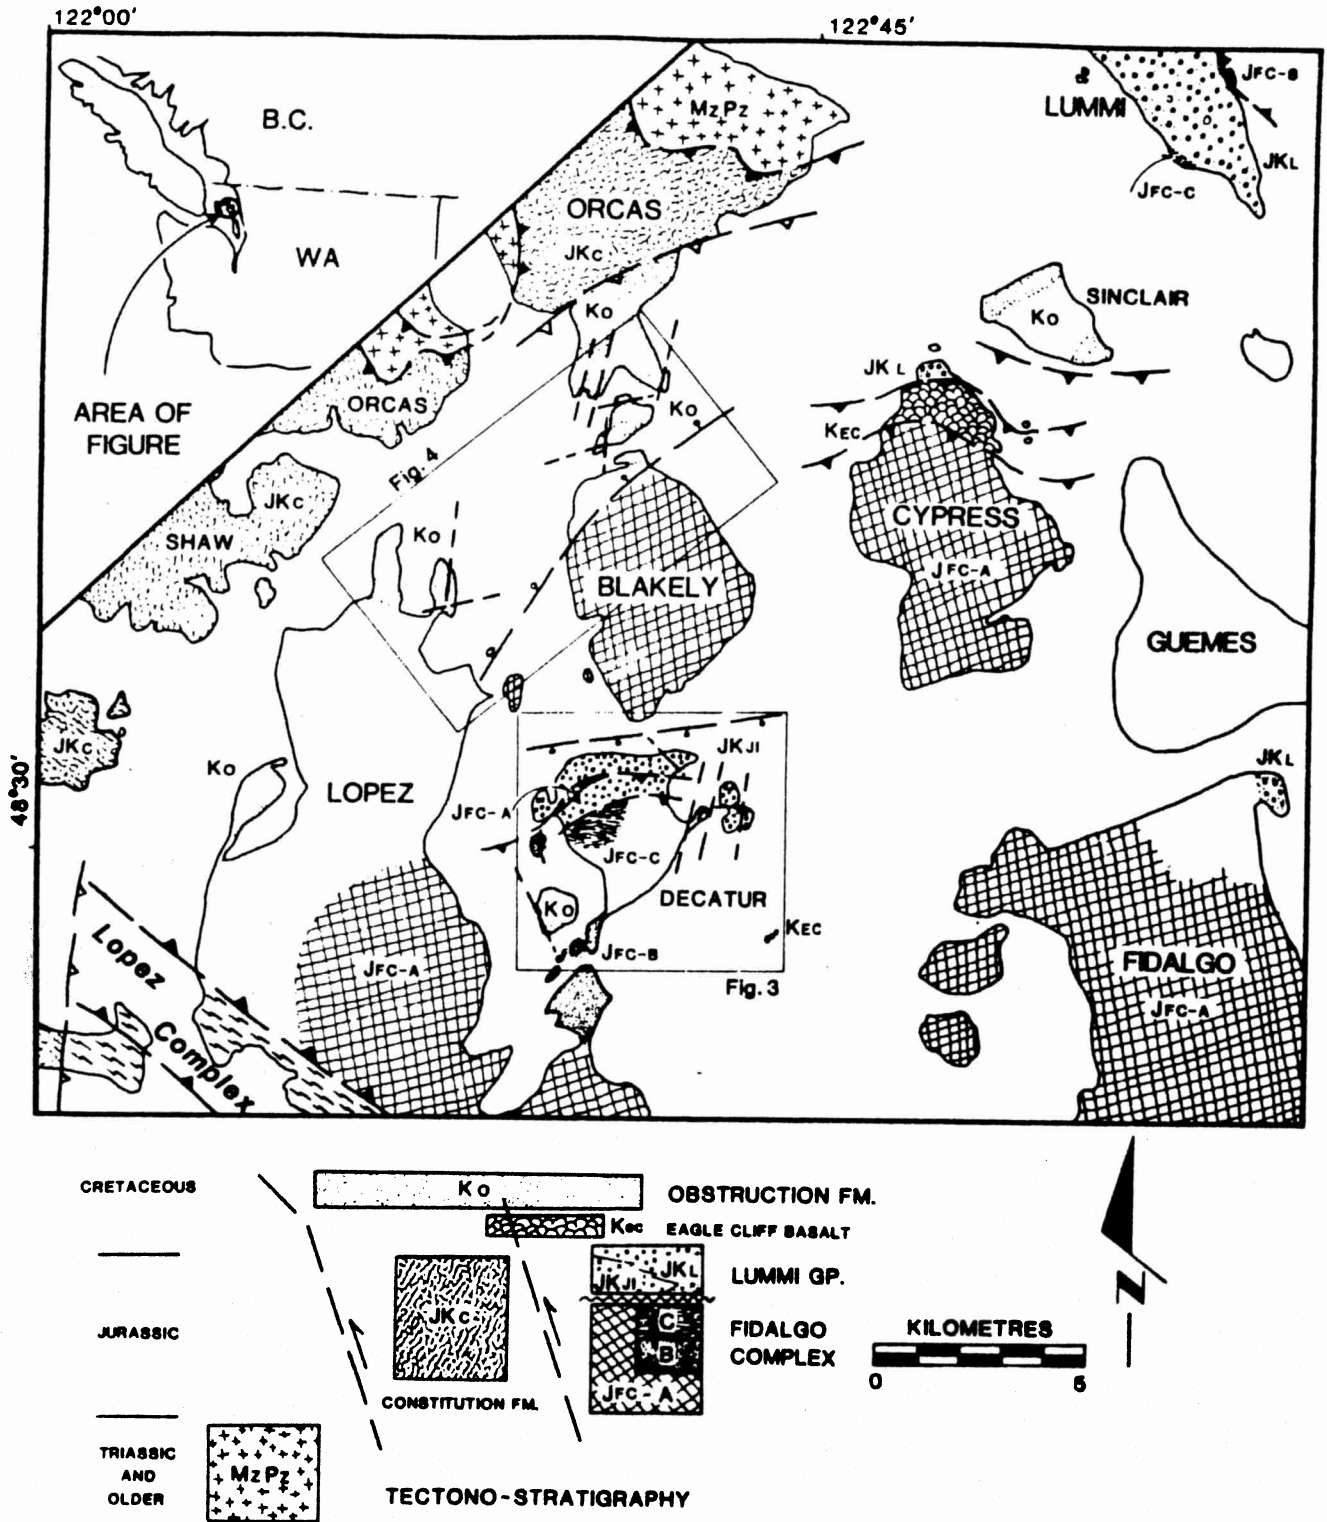 122°00'
122°45'
B.C.
WA
AREA OF
FIGURE
MzPz
ORCAS
JKc
Ko
LUMMI
JFC-B
JKL
JFC-C
SINCLAIR
Ko
ORCAS
Fig. 4
Ko
JKL
KEC
CYPRESS
JFC-A
JKc
SHAW
Ko
BLAKELY
GUEMES
JKc
48°30'
Ko
LOPEZ
JKJI
JFC-A
JFC-C
DECATUR
Ko
KEC
JFC-B
Fig. 3
JKL
FIDALGO
JFC-A
JFC-A
Lopez
Complex
CRETACEOUS
Ko
OBSTRUCTION FM.
Kec
EAGLE CLIFF BASALT
JKL
JKJI
LUMMI GP.
JURASSIC
JKc
CONSTITUTION FM.
C
B
JFC-A
FIDALGO
COMPLEX
KILOMETRES
0 5
N
TRIASSIC
AND
OLDER
MzPz
TECTONO-STRATIGRAPHY